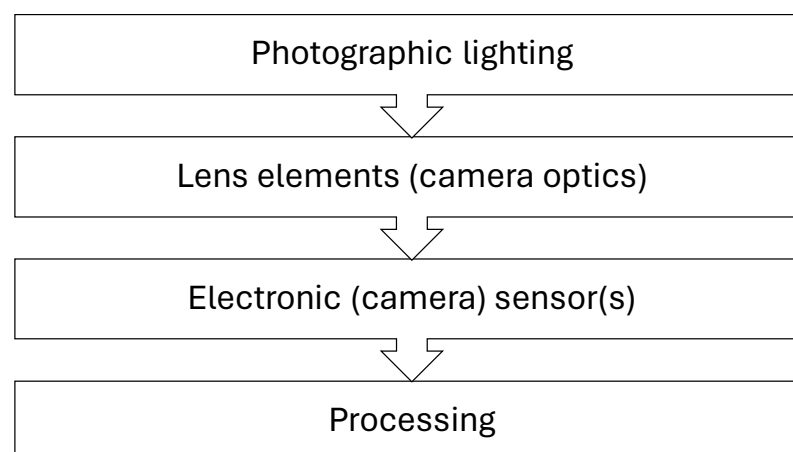 Photographic lighting
Lens elements (camera optics)
Electronic (camera) sensor(s)
Processing